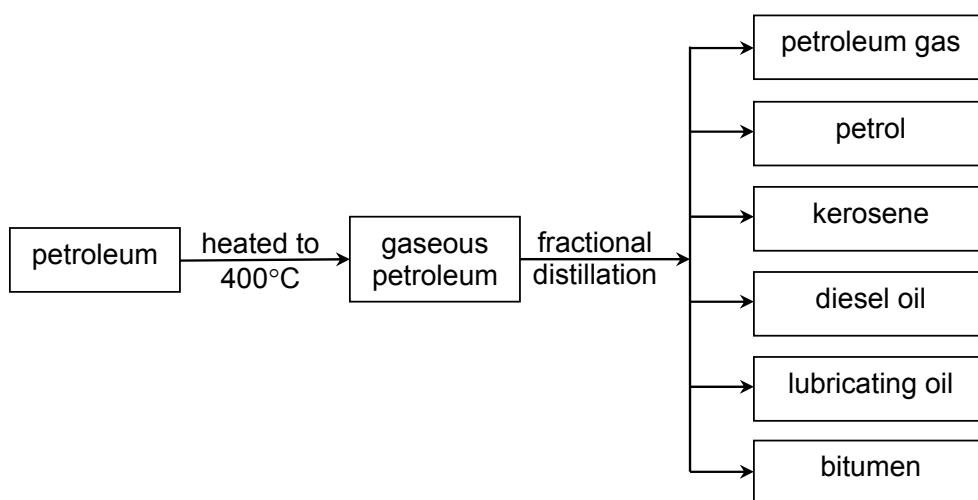 petroleum
heated to
400°C
gaseous
petroleum
fractional
distillation
petroleum gas
petrol
kerosene
diesel oil
lubricating oil
bitumen